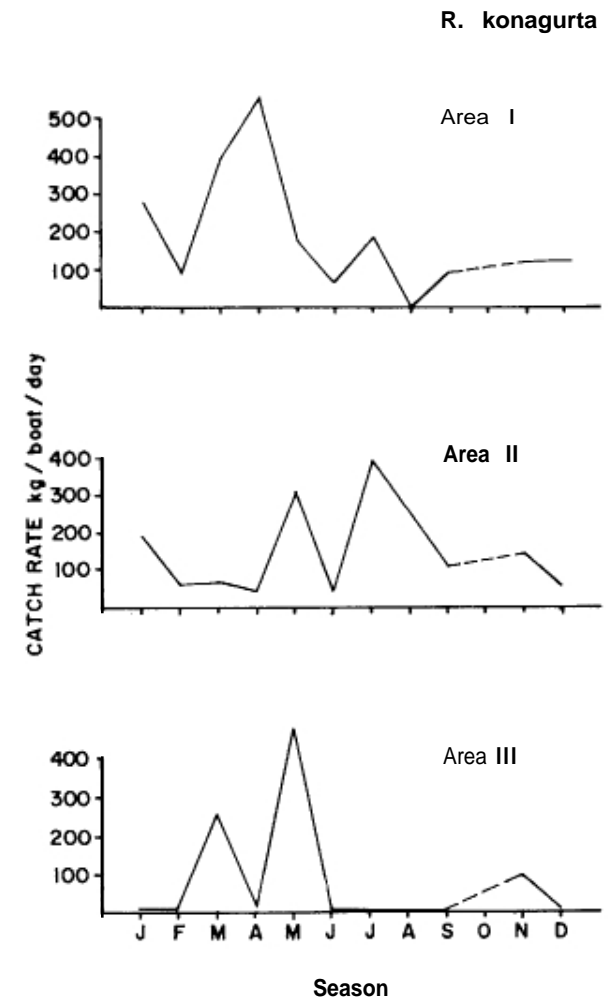 R. konagurta
Area I
500
400
300
200
100
CATCH RATE kg/boat/day
Area II
400
300
200
100
Area III
400
300
200
100
J F M A M J J A S O N D
Season